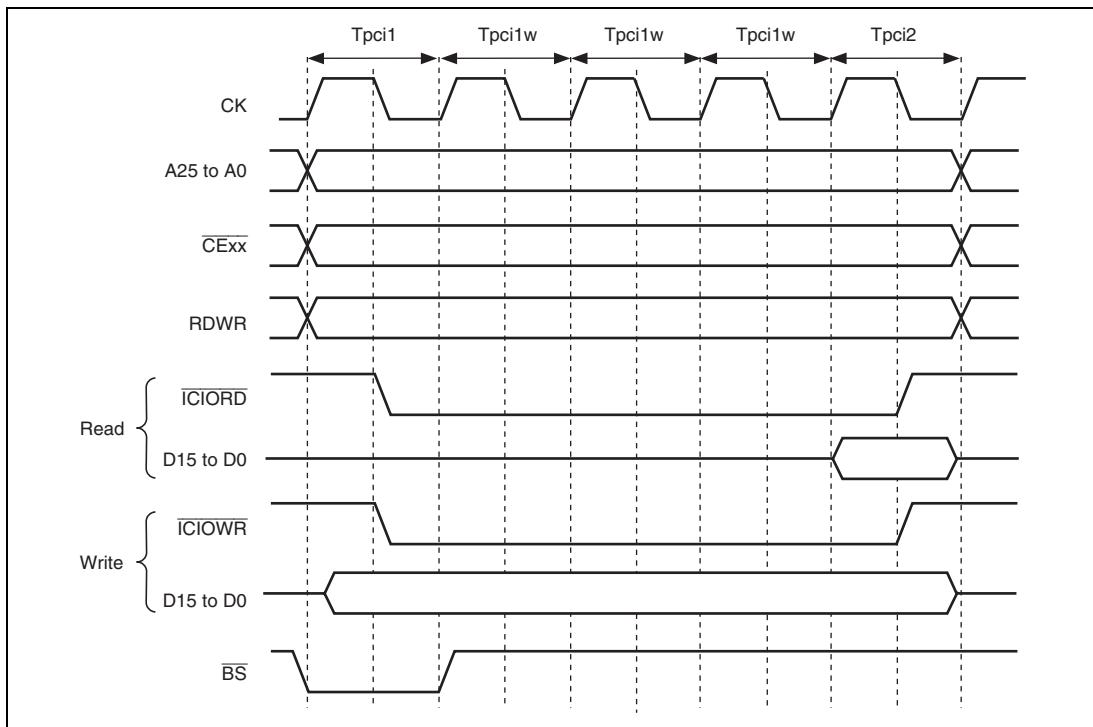 Tpci1 Tpci1w Tpci1w Tpci1w Tpci2
CK
A25 to A0
CExx
RDWR
Read
ICIORD
D15 to D0
Write
ICIOWR
D15 to D0
BS